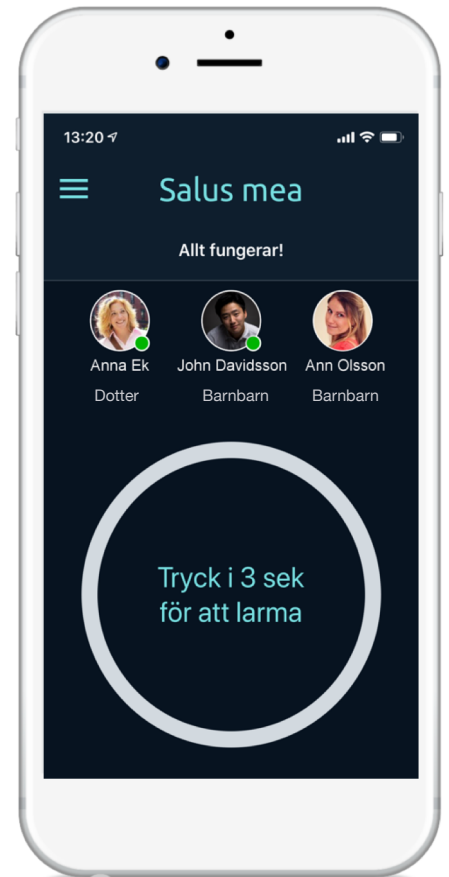 13:20
Salus mea
Allt fungerar!
Anna Ek
John Davidsson
Ann Olsson
Dotter
Barnbarn
Barnbarn
Tryck i 3 sek
för att larma